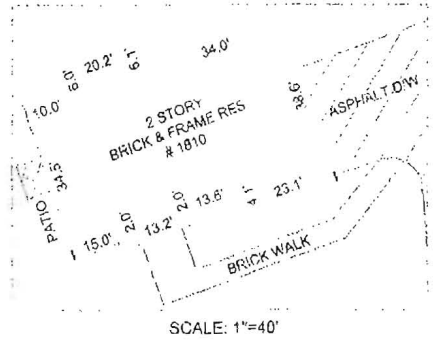 34.0'
6.1'
20.2'
5.0'
10.0'
38.6'
ASPHALT D/W
2 STORY
BRICK & FRAME RES
# 1810
34.5'
PATIO
15.0'
2.0'
13.2'
2.0'
13.6'
4.1'
23.1'
BRICK WALK
SCALE: 1"=40'